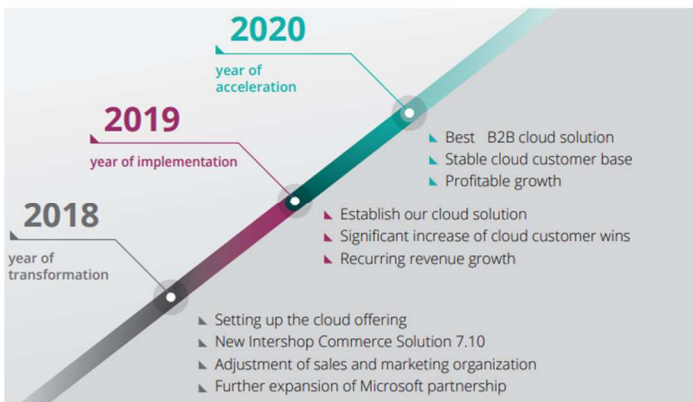 2020
year of
acceleration
2019
year of implementation
2018
year of
transformation
Best B2B cloud solution
Stable cloud customer base
Profitable growth
Establish our cloud solution
Significant increase of cloud customer wins
Recurring revenue growth
Setting up the cloud offering
New Intershop Commerce Solution 7.10
Adjustment of sales and marketing organization
Further expansion of Microsoft partnership